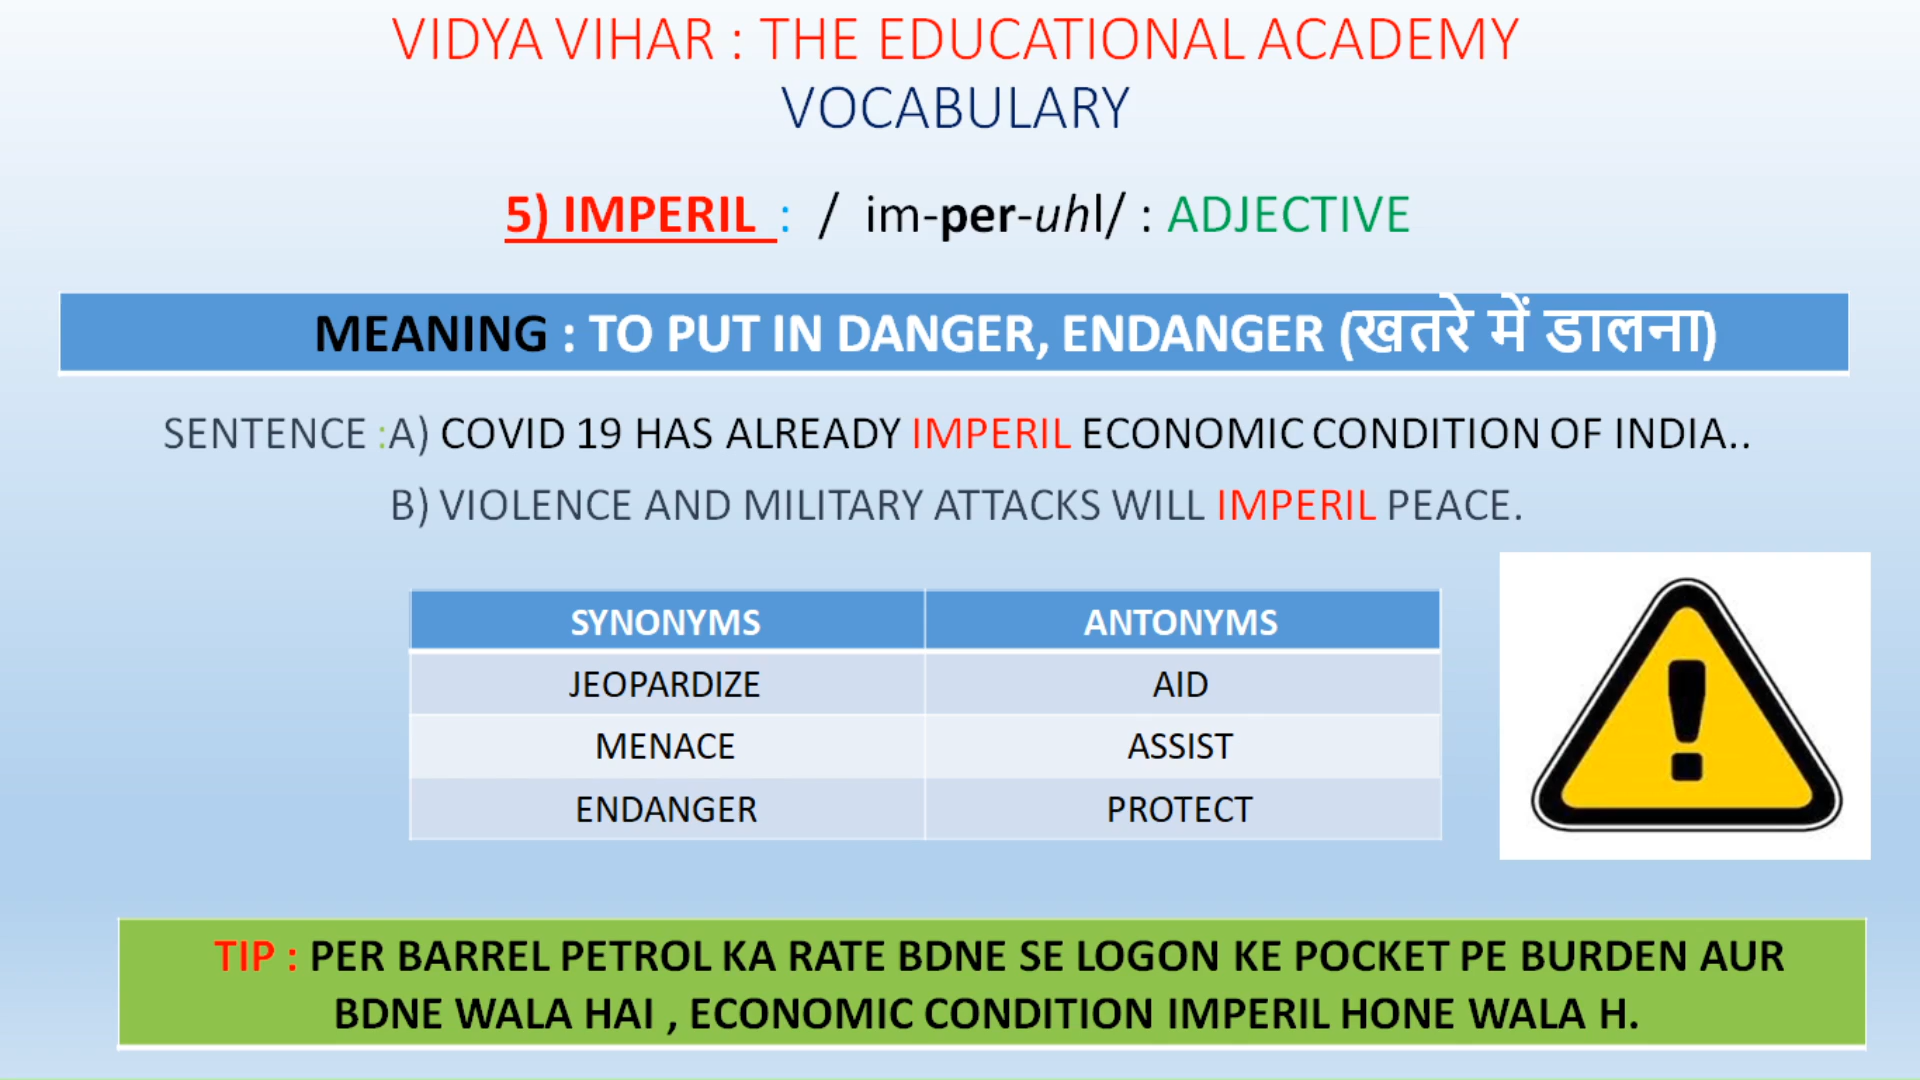 VIDYA VIHAR : THE EDUCATIONAL ACADEMY
VOCABULARY
5) IMPERIL : / im-per-uhl/ : ADJECTIVE
MEANING : TO PUT IN DANGER, ENDANGER (खतरे में डालना)
SENTENCE :A) COVID 19 HAS ALREADY IMPERIL ECONOMIC CONDITION OF INDIA..
B) VIOLENCE AND MILITARY ATTACKS WILL IMPERIL PEACE.
SYNONYMS ANTONYMS
JEOPARDIZE AID
MENACE ASSIST
ENDANGER PROTECT
TIP : PER BARREL PETROL KA RATE BDNE SE LOGON KE POCKET PE BURDEN AUR
BDNE WALA HAI , ECONOMIC CONDITION IMPERIL HONE WALA H.